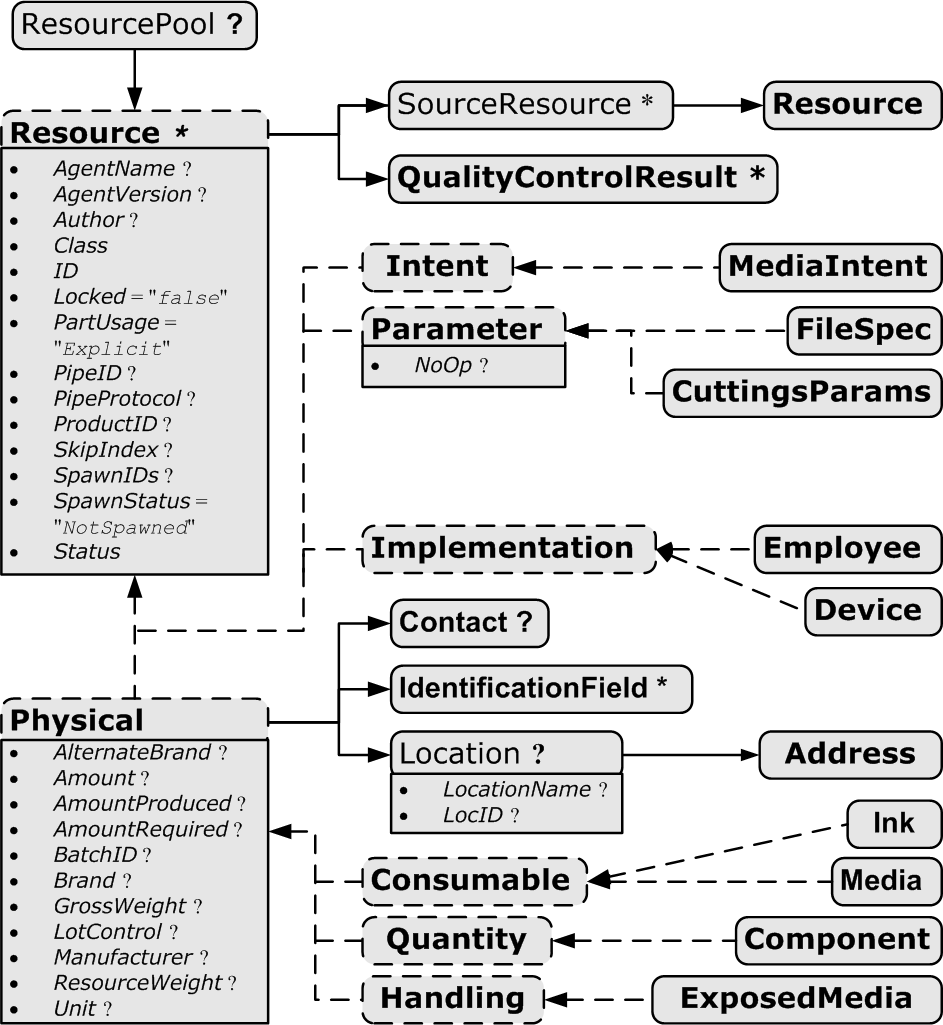 ResourcePool ?
Resource *
• AgentName ?
• AgentVersion ?
• Author ?
• Class
• ID
• Locked = "false"
• PartUsage =
"Explicit"
• PipeID ?
• PipeProtocol ?
• ProductID ?
• SkipIndex ?
• SpawnIDs ?
• SpawnStatus =
"NotSpawned"
• Status
SourceResource *
Resource
QualityControlResult *
Intent
MediaIntent
Parameter
• NoOp ?
FileSpec
CuttingsParams
Implementation
Employee
Device
Physical
• AlternateBrand ?
• Amount ?
• AmountProduced ?
• AmountRequired ?
• BatchID ?
• Brand ?
• GrossWeight ?
• LotControl ?
• Manufacturer ?
• ResourceWeight ?
• Unit ?
Contact ?
IdentificationField *
Location ?
• LocationName ?
• LocID ?
Address
Consumable
Ink
Media
Quantity
Component
Handling
ExposedMedia